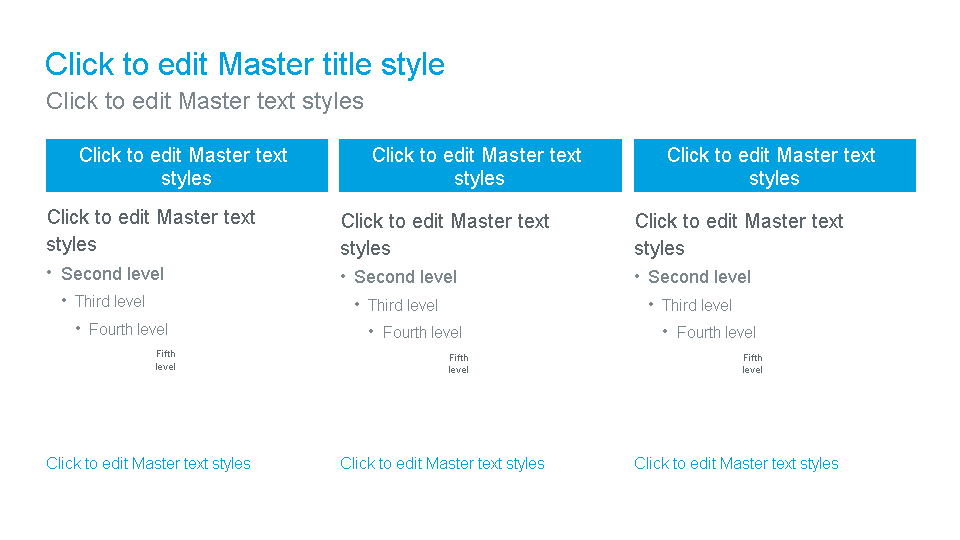 Click to edit Master title style
Click to edit Master text styles
Click to edit Master text
styles
Click to edit Master text
styles
• Second level
• Third level
• Fourth level
Fifth
level
Click to edit Master text styles
Click to edit Master text
styles
Click to edit Master text
styles
• Second level
• Third level
• Fourth level
Fifth
level
Click to edit Master text styles
Click to edit Master text
styles
Click to edit Master text
styles
• Second level
• Third level
• Fourth level
Fifth
level
Click to edit Master text styles